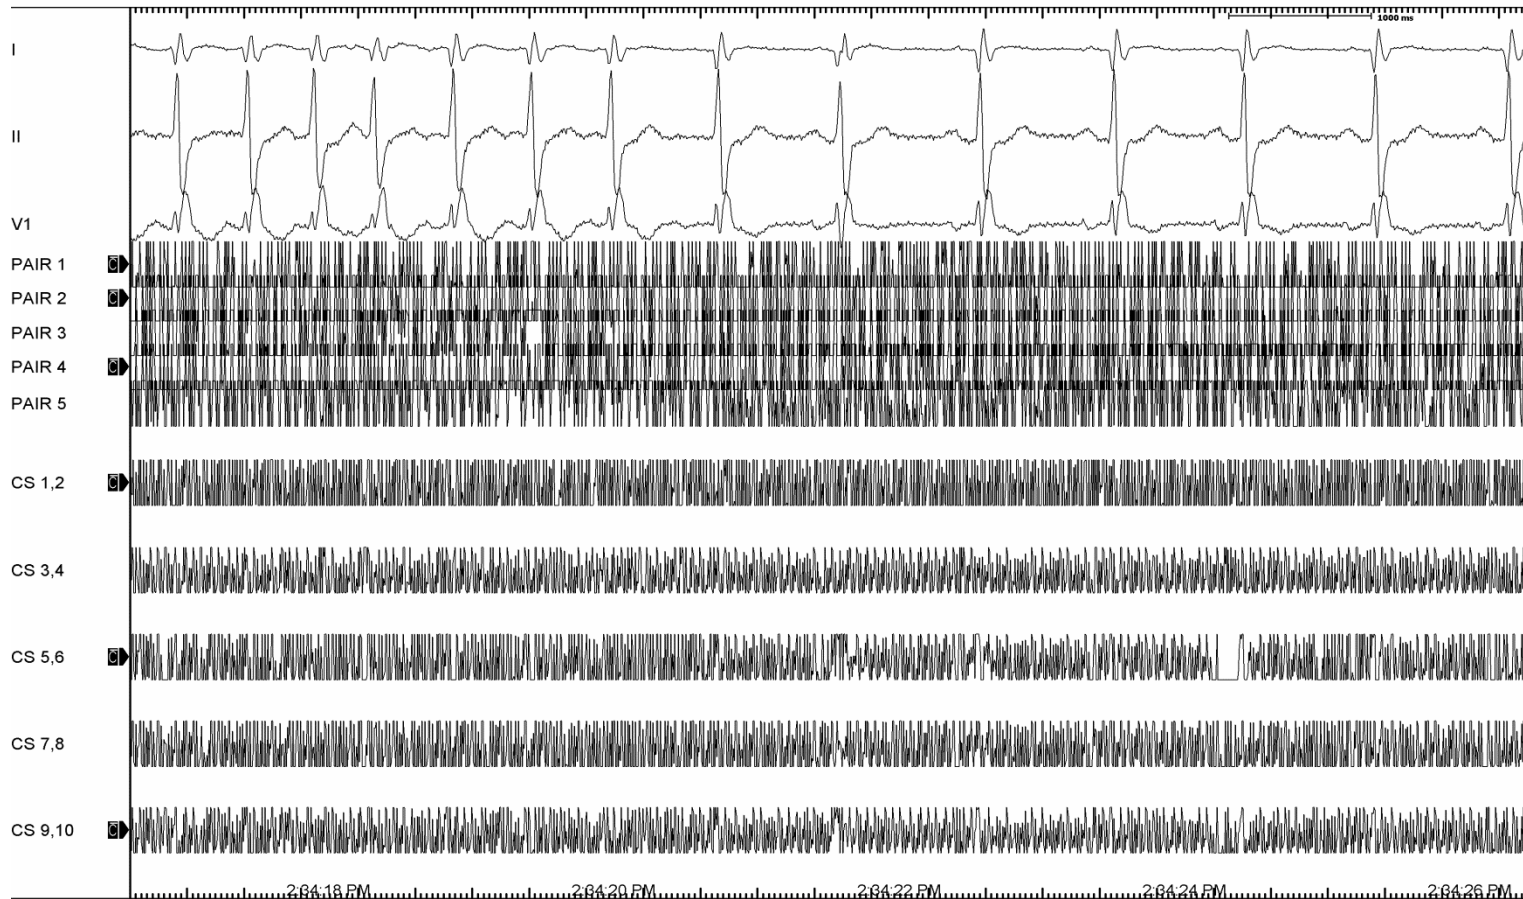 1000 ms
I
II
V1
PAIR 1 C
PAIR 2 C
PAIR 3
PAIR 4 C
PAIR 5
CS 1,2 C
CS 3,4
CS 5,6 C
CS 7,8
CS 9,10 C
2:34:18 PM 2:34:20 PM 2:34:22 PM 2:34:24 PM 2:34:26 PM